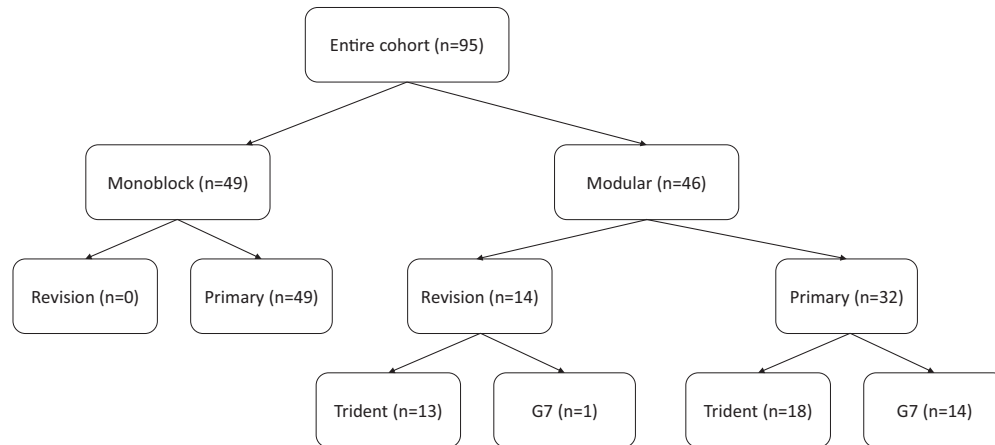 Entire cohort (n=95)
Monoblock (n=49)
Modular (n=46)
Revision (n=0)
Primary (n=49)
Revision (n=14)
Primary (n=32)
Trident (n=13)
G7 (n=1)
Trident (n=18)
G7 (n=14)